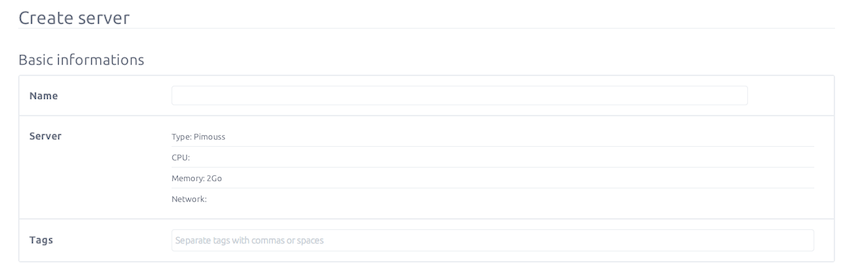 Create server
Basic informations
Name
Server
Type: Pimouss
CPU:
Memory: 2Go
Network:
Tags
Separate tags with commas or spaces